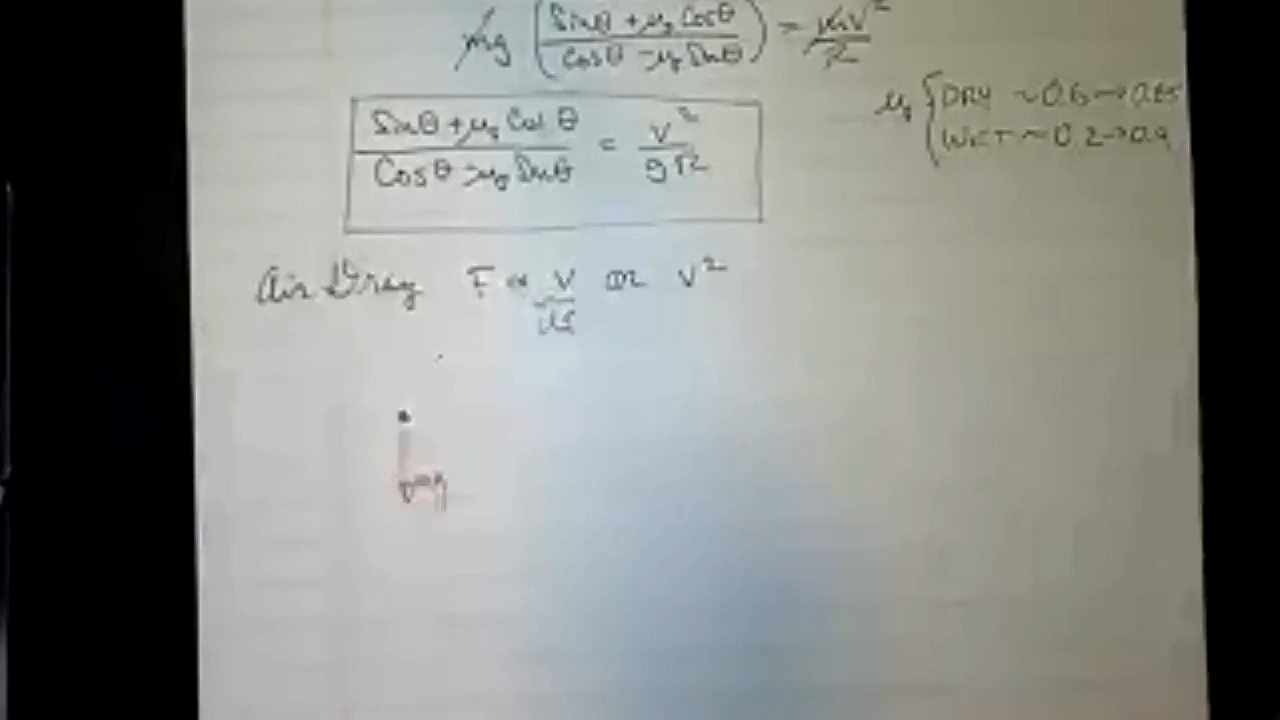 mg (Sinθ + μs Cosθ / Cosθ - μs Sinθ) = mv² / R
μs { DRY ~ 0.6 → 0.85
WET ~ 0.2 → 0.4
Sinθ + μs Cosθ / Cosθ - μs Sinθ = v² / gR
Air Drag F ∝ v or v²
mg